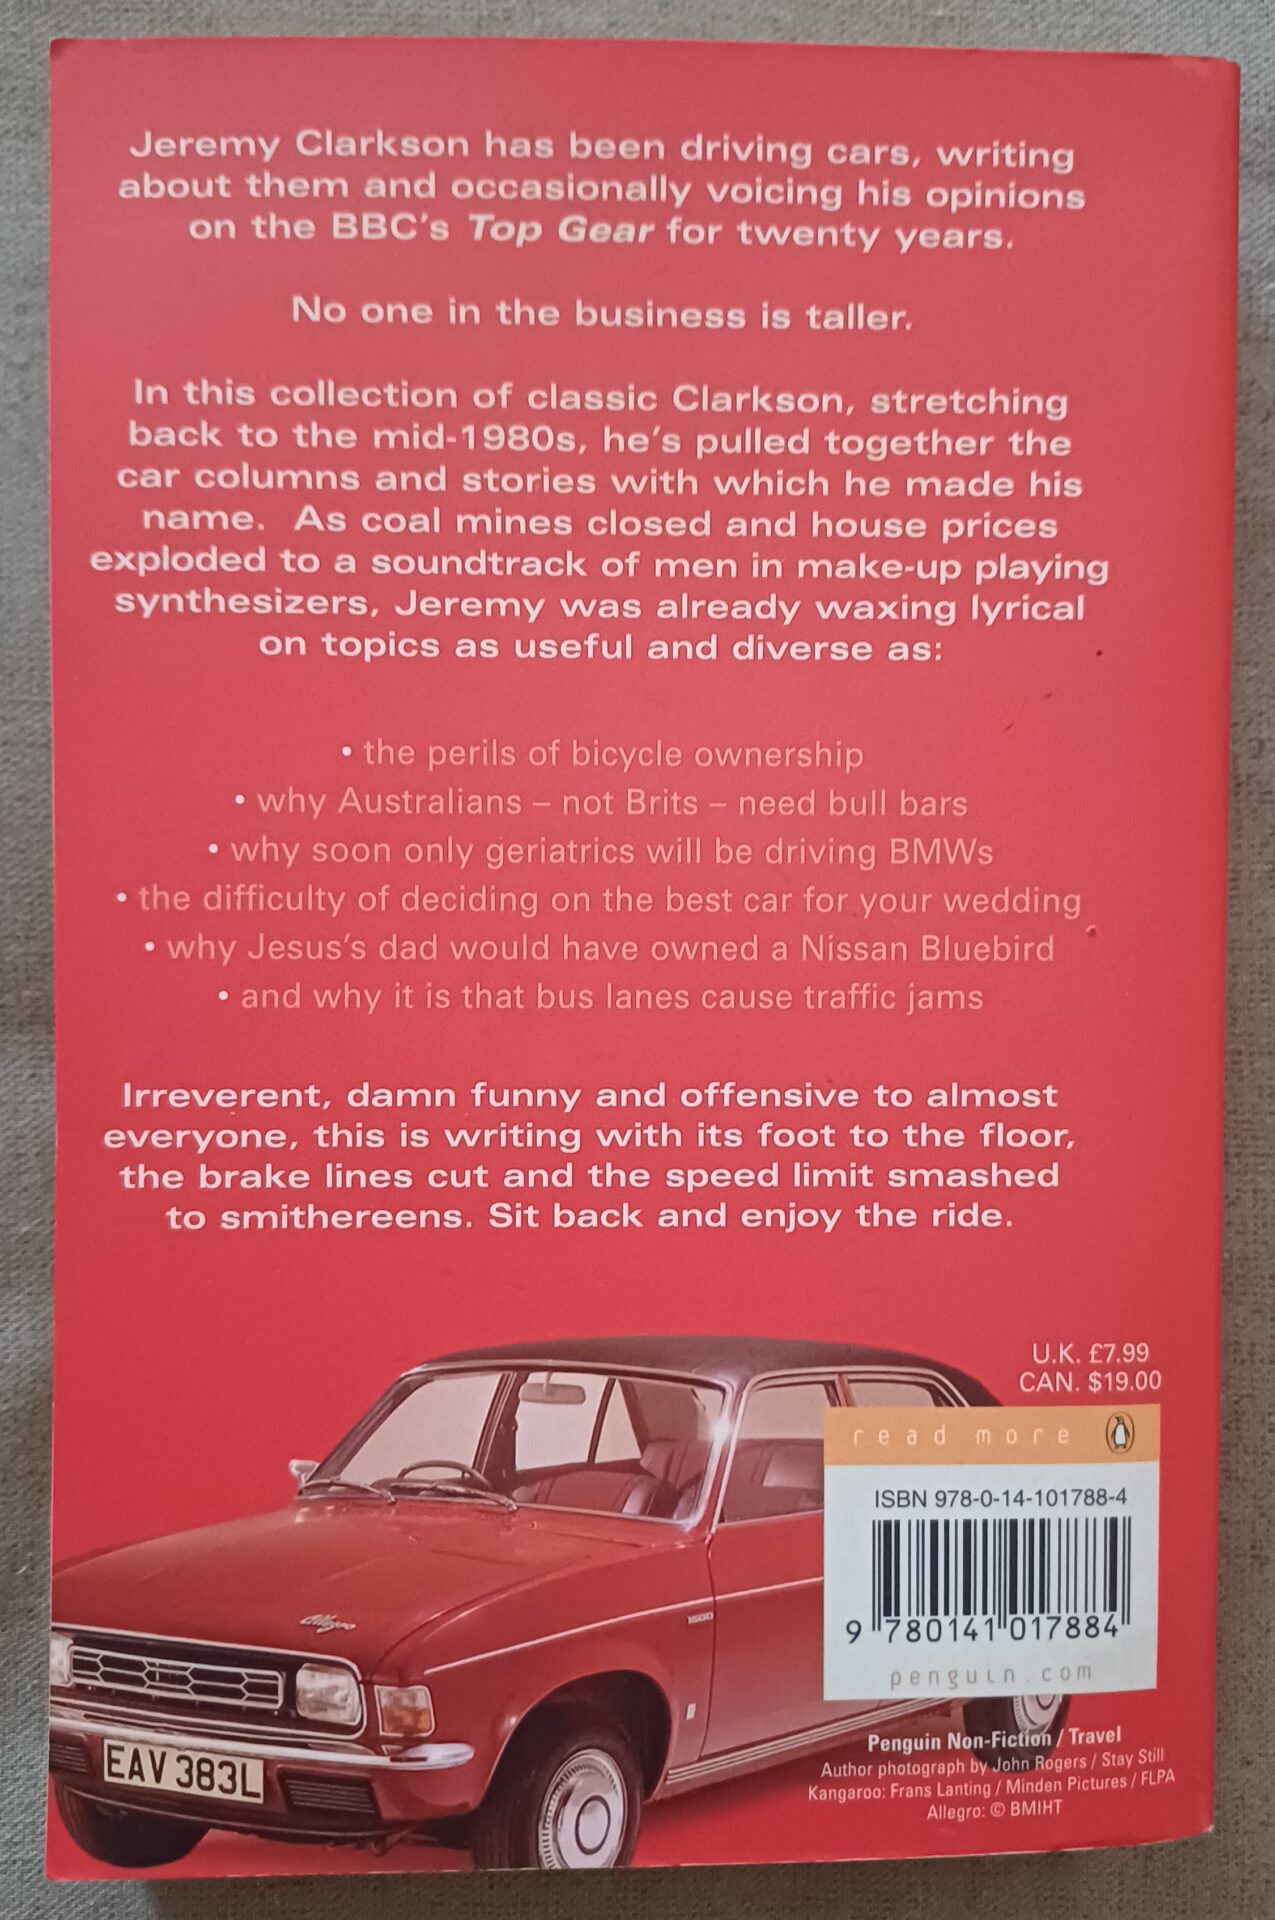 Jeremy Clarkson has been driving cars, writing
about them and occasionally voicing his opinions
on the BBC's Top Gear for twenty years.
No one in the business is taller.
In this collection of classic Clarkson, stretching
back to the mid-1980s, he's pulled together the
car columns and stories with which he made his
name. As coal mines closed and house prices
exploded to a soundtrack of men in make-up playing
synthesizers, Jeremy was already waxing lyrical
on topics as useful and diverse as:
• the perils of bicycle ownership
• why Australians – not Brits – need bull bars
• why soon only geriatrics will be driving BMWs
• the difficulty of deciding on the best car for your wedding
• why Jesus's dad would have owned a Nissan Bluebird
• and why it is that bus lanes cause traffic jams
Irreverent, damn funny and offensive to almost
everyone, this is writing with its foot to the floor,
the brake lines cut and the speed limit smashed
to smithereens. Sit back and enjoy the ride.
U.K. £7.99
CAN. $19.00
read more
ISBN 978-0-14-101788-4
9 780141 017884
penguin.com
Allegro
1500
EAV 383L
Penguin Non-Fiction / Travel
Author photograph by John Rogers / Stay Still
Kangaroo: Frans Lanting / Minden Pictures / FLPA
Allegro: © BMIHT